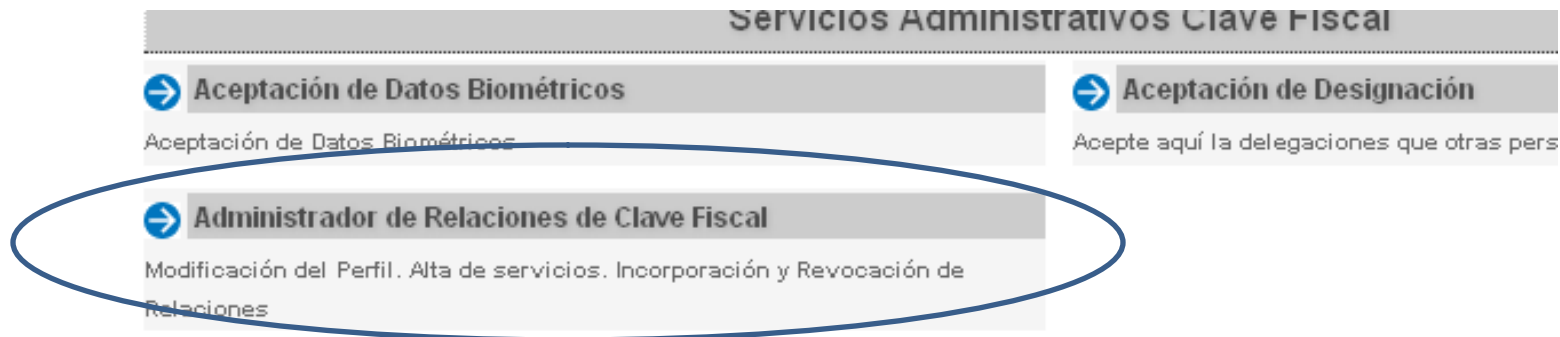 Servicios Administrativos Clave Fiscal
Aceptación de Datos Biométricos
Aceptación de Datos Biométricos
Aceptación de Designación
Acepte aquí la delegaciones que otras pers
Administrador de Relaciones de Clave Fiscal
Modificación del Perfil. Alta de servicios. Incorporación y Revocación de
Relaciones